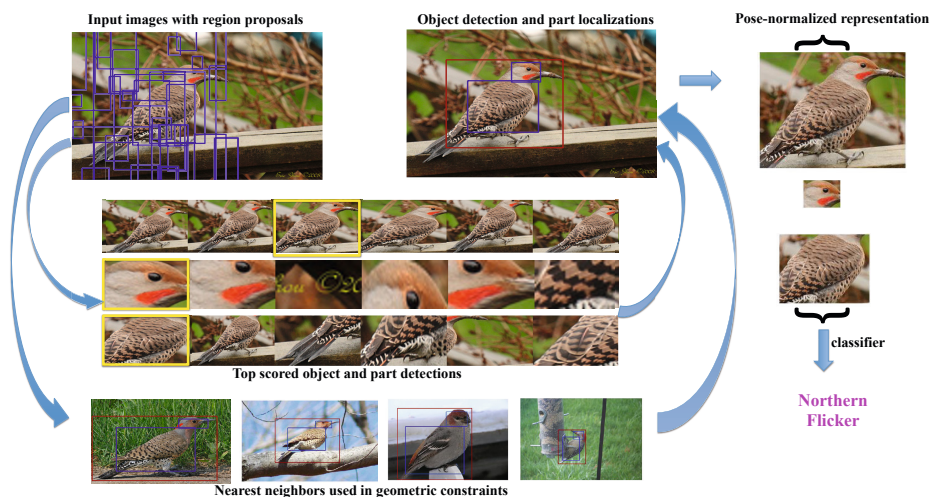 Input images with region proposals
Object detection and part localizations
Pose-normalized representation
Top scored object and part detections
classifier
Northern
Flicker
Nearest neighbors used in geometric constraints